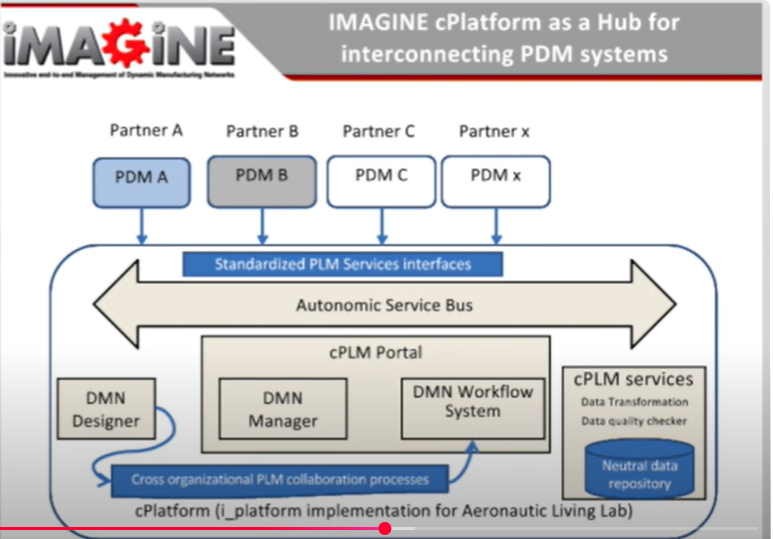 iMAGiNE
Innovative end-to-end Management of Dynamic Manufacturing Networks
IMAGINE cPlatform as a Hub for
interconnecting PDM systems
Partner A
Partner B
Partner C
Partner x
PDM A
PDM B
PDM C
PDM x
Standardized PLM Services interfaces
Autonomic Service Bus
cPLM Portal
DMN
Designer
DMN
Manager
DMN Workflow
System
cPLM services
Data Transformation
Data quality checker
Neutral data
repository
Cross organizational PLM collaboration processes
cPlatform (i_platform implementation for Aeronautic Living Lab)